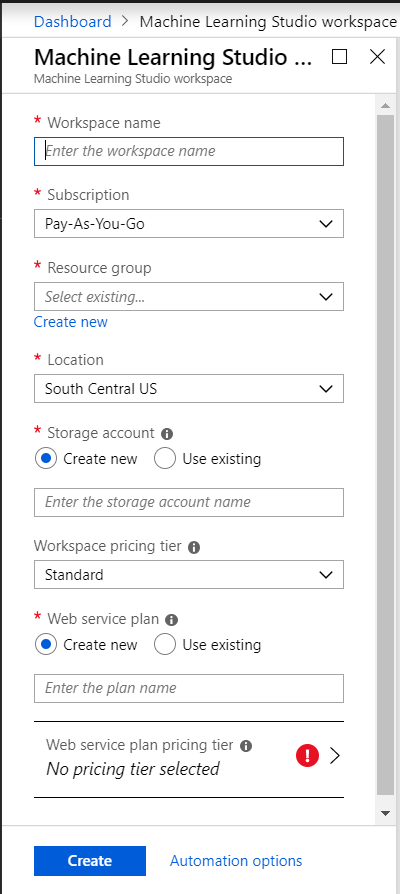 Dashboard > Machine Learning Studio workspace
Machine Learning Studio ...
Machine Learning Studio workspace
* Workspace name
Enter the workspace name
* Subscription
Pay-As-You-Go
* Resource group
Select existing...
Create new
* Location
South Central US
* Storage account
Create new Use existing
Enter the storage account name
Workspace pricing tier
Standard
* Web service plan
Create new Use existing
Enter the plan name
Web service plan pricing tier
No pricing tier selected
Create Automation options